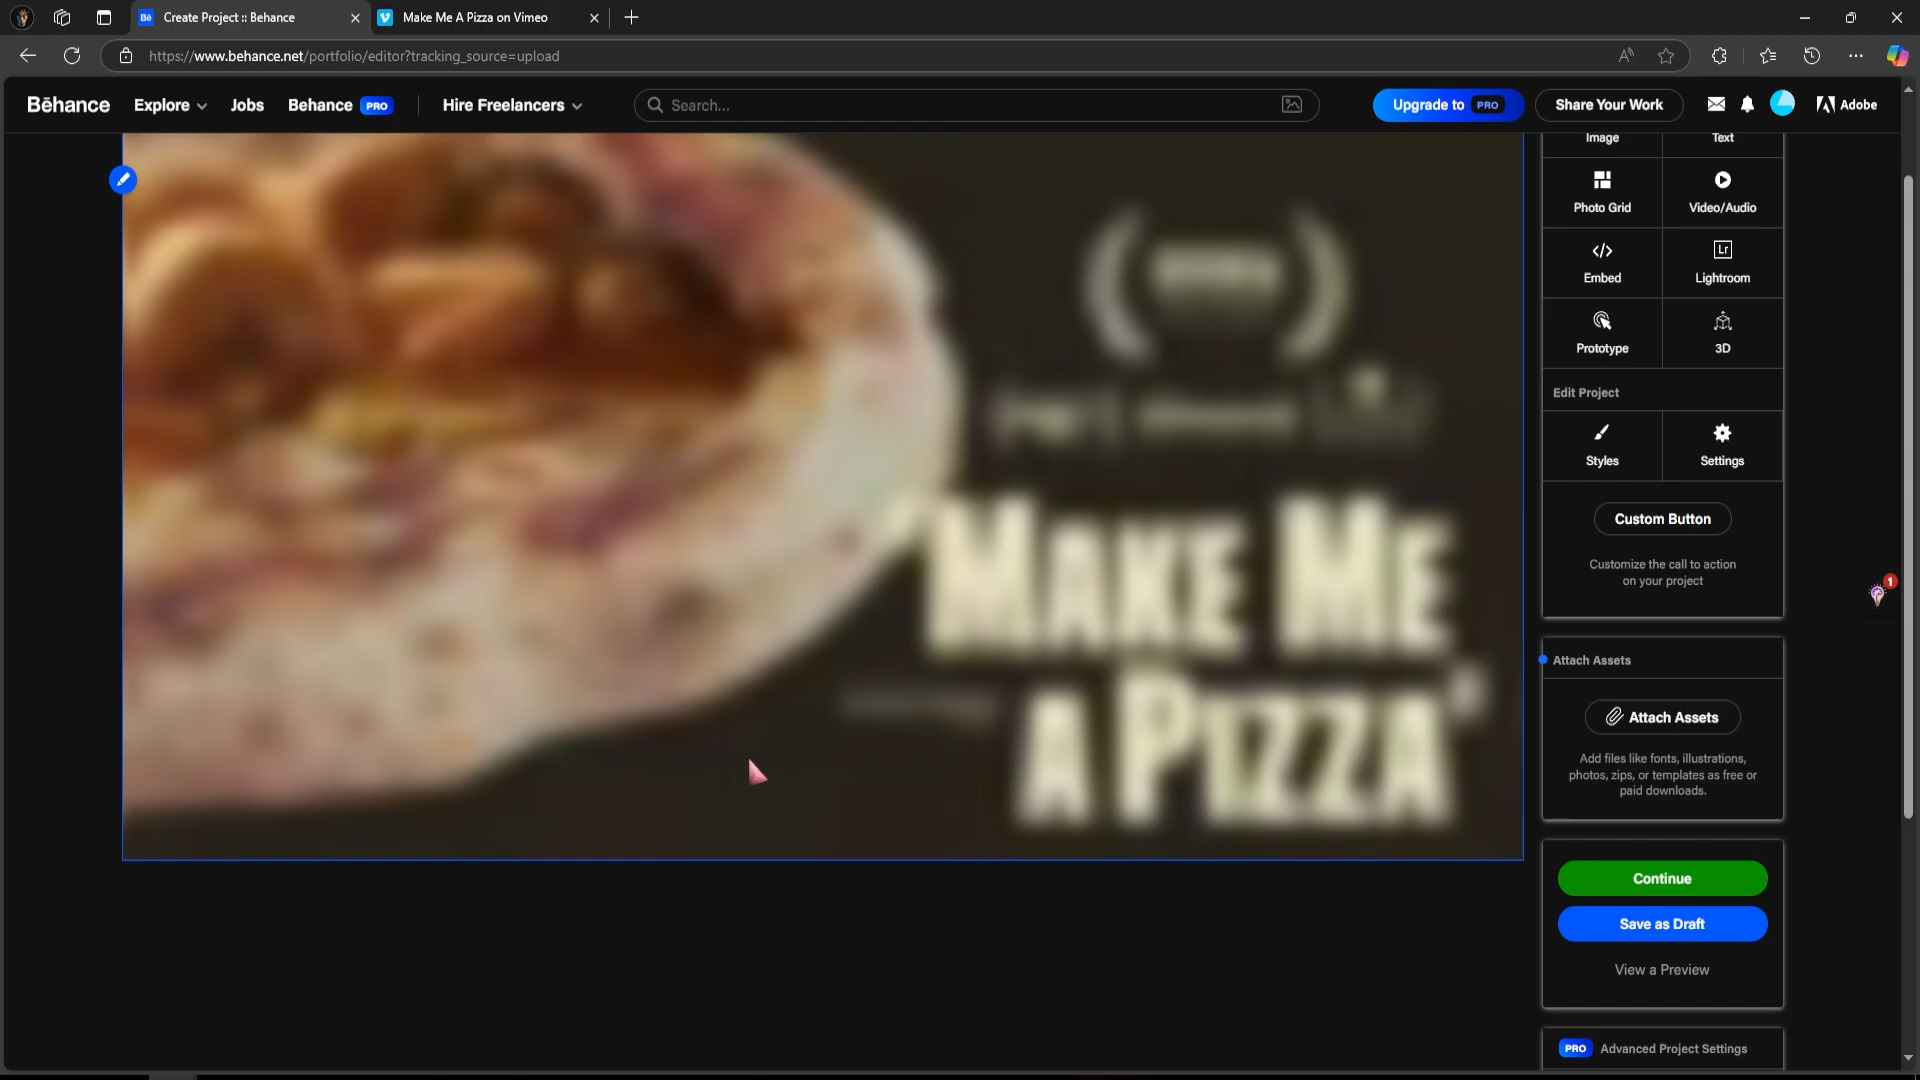 Create Project :: Behance
Make Me A Pizza on Vimeo
https://www.behance.net/portfolio/editor?tracking_source=upload
Bēhance
Explore
Jobs
Behance PRO
Hire Freelancers
Search...
Upgrade to PRO
Share Your Work
Adobe
Image
Text
Photo Grid
Video/Audio
Embed
Lr
Lightroom
Prototype
3D
Edit Project
Styles
Settings
Custom Button
Customize the call to action
on your project
1
Attach Assets
Attach Assets
Add files like fonts, illustrations,
photos, zips, or templates as free or
paid downloads.
Continue
Save as Draft
View a Preview
PRO Advanced Project Settings
MAKE ME
A PIZZA